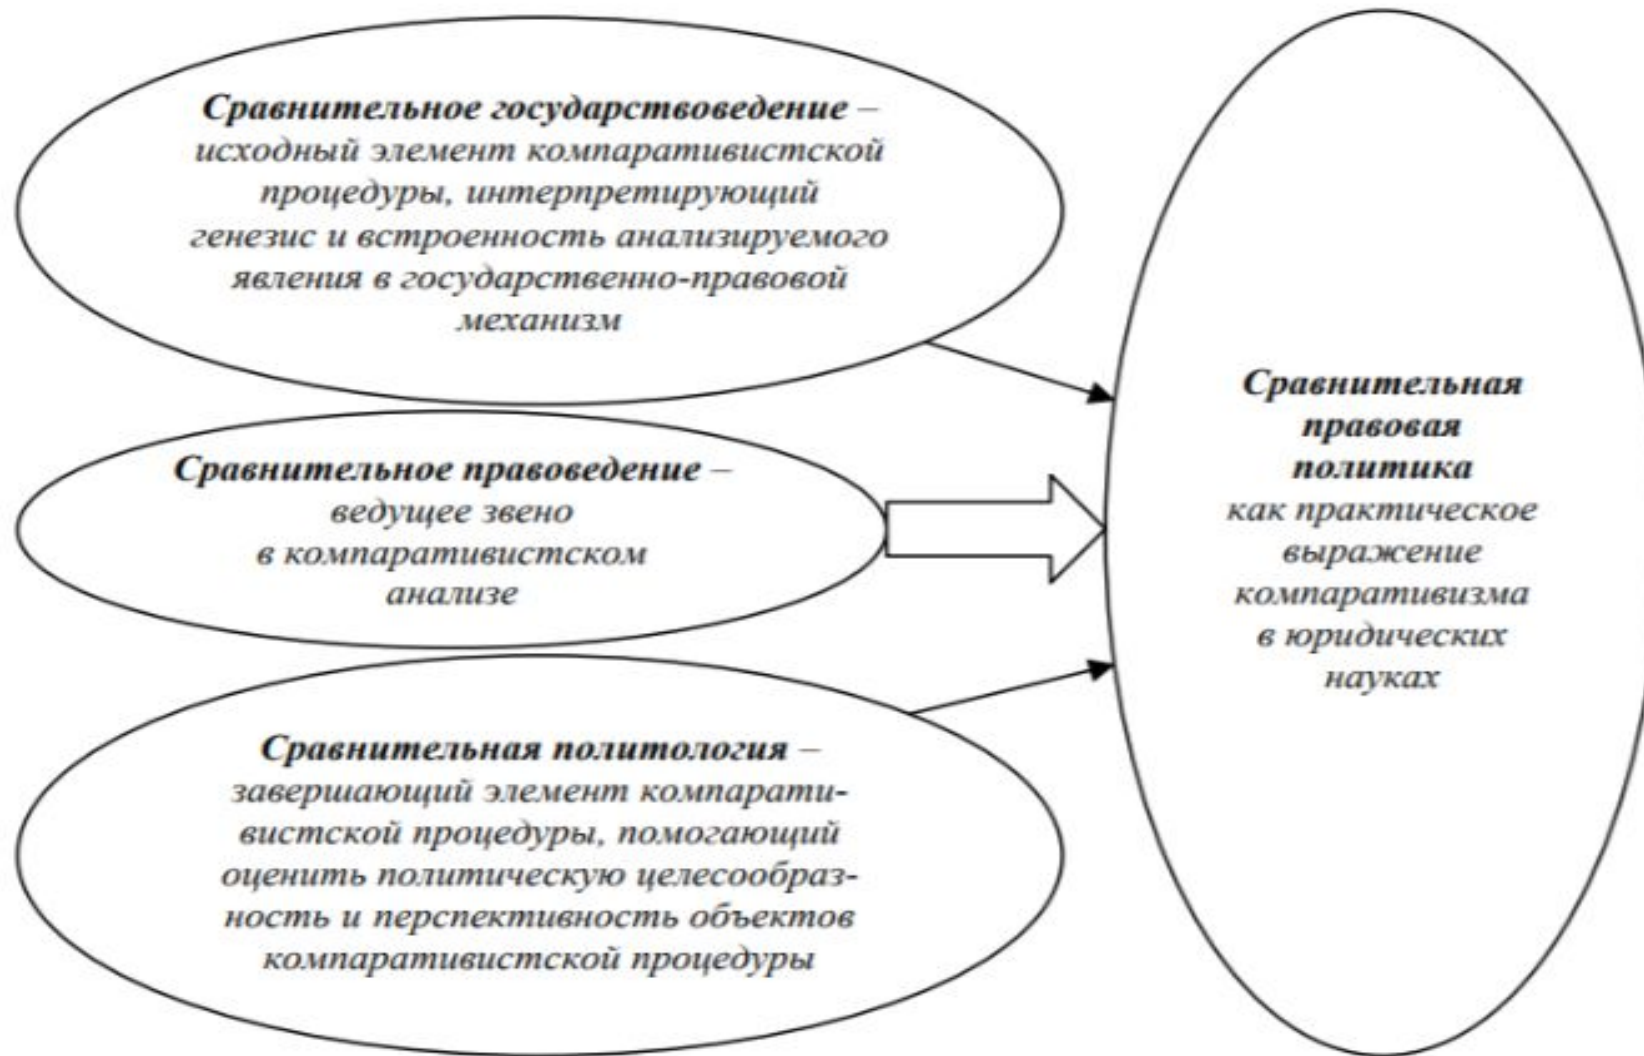 Сравнительное государствоведение –
исходный элемент компаративистской
процедуры, интерпретирующий
генезис и встроенность анализируемого
явления в государственно-правовой
механизм
Сравнительное правоведение –
ведущее звено
в компаративистском
анализе
Сравнительная политология –
завершающий элемент компарати-
вистской процедуры, помогающий
оценить политическую целесообраз-
ность и перспективность объектов
компаративистской процедуры
Сравнительная
правовая
политика
как практическое
выражение
компаративизма
в юридических
науках